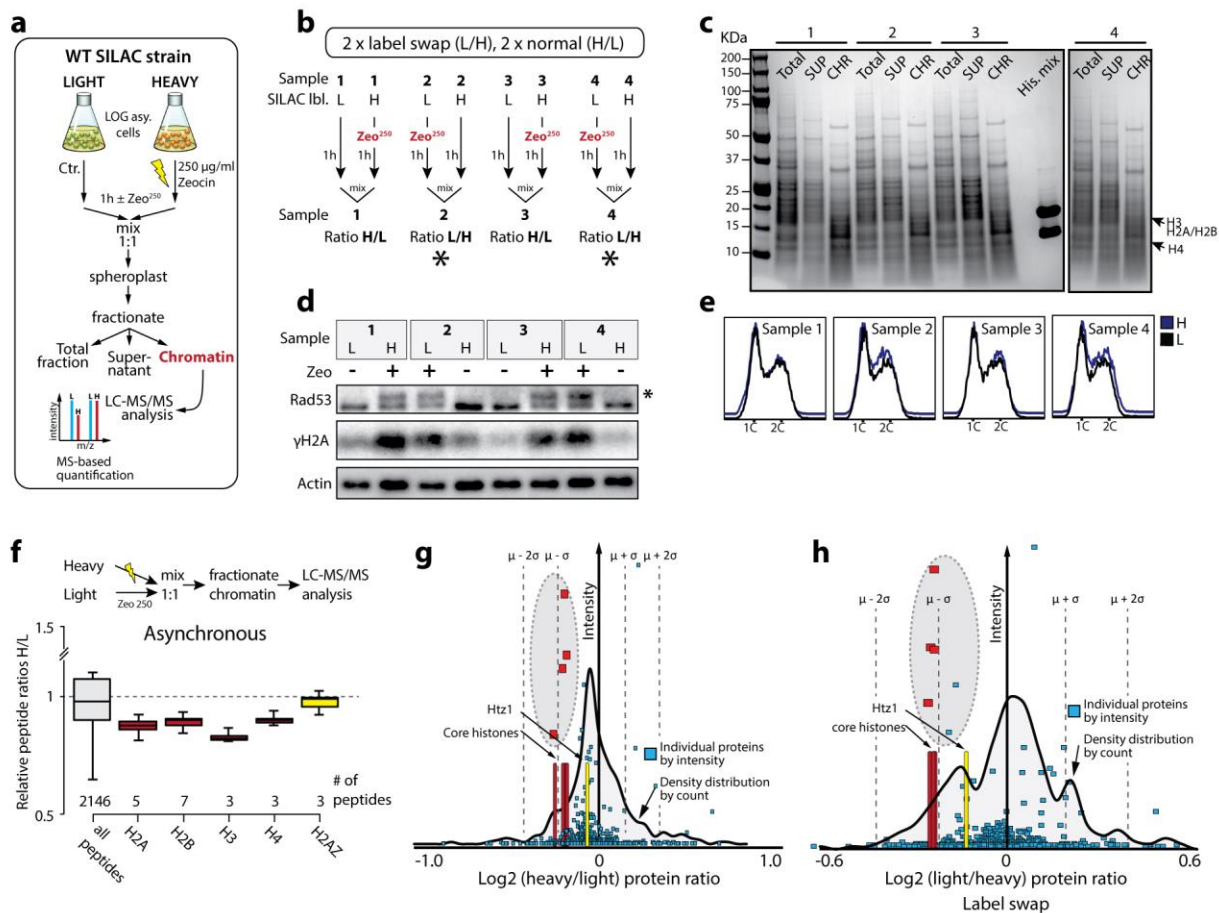 a
WT SILAC strain
LIGHT HEAVY
LOG asy.
cells
Ctr.
250 µg/ml
Zeocin
1h ± Zeo250
mix
1:1
spheroplast
fractionate
Total
fraction
Super-
natant
Chromatin
LC-MS/MS
analysis
intensity
L
H
L H
m/z
MS-based
quantification
b
2 x label swap (L/H), 2 x normal (H/L)
Sample 1 1 2 2 3 3 4 4
SILAC lbl. L H L H L H L H
Zeo250 Zeo250 Zeo250 Zeo250
1h 1h 1h 1h
mix mix mix mix
Sample 1 2 3 4
Ratio H/L Ratio L/H Ratio H/L Ratio L/H
* *
c
1 2 3 4
KDa
Total SUP CHR Total SUP CHR Total SUP CHR His. mix Total SUP CHR
200
150
100
75
50
37
25
20
15
10
H3
H2A/H2B
H4
d
Sample 1 2 3 4
L H L H L H L H
Zeo - + + - - + + -
Rad53 *
γH2A
Actin
e
Sample 1 Sample 2 Sample 3 Sample 4
H
L
1C 2C 1C 2C 1C 2C 1C 2C
f
Heavy
Light
Zeo 250
mix
1:1
fractionate
chromatin
LC-MS/MS
analysis
Asynchronous
Relative peptide ratios H/L
1.5
1
0.5
2146 5 7 3 3 3
# of
peptides
all
peptides
H2A
H2B
H3
H4
H2AZ
g
μ - 2σ μ - σ μ + σ μ + 2σ
Intensity
Htz1
Core histones
Individual proteins
by intensity
Density distribution
by count
-1.0 0 1.0
Log2 (heavy/light) protein ratio
h
μ - 2σ μ - σ μ + σ μ + 2σ
Intensity
Htz1
Core histones
Individual proteins
by intensity
Density distribution
by count
-0.6 0 0.6
Log2 (light/heavy) protein ratio
Label swap